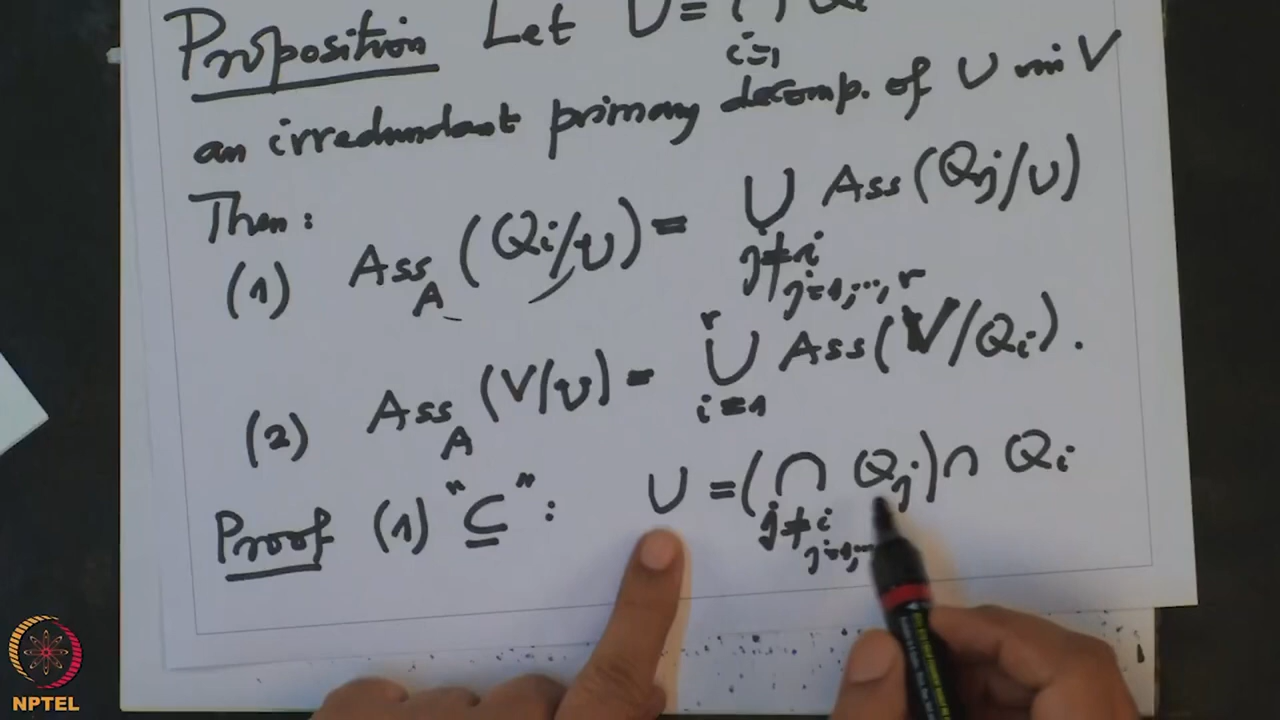 Proposition Let U = ⋂ Qi
i=1
an irredundant primary decomp. of U in V
Then:
(1) Ass_A (Qi/U) = ⋃_{j≠i, j=1,…,r} Ass (Qj/U)
(2) Ass_A (V/U) = ⋃_{i=1}^{r} Ass (V/Qi).
Proof (1) "⊆" : U = (⋂_{j≠i, j=1,…} Qj) ∩ Qi
NPTEL